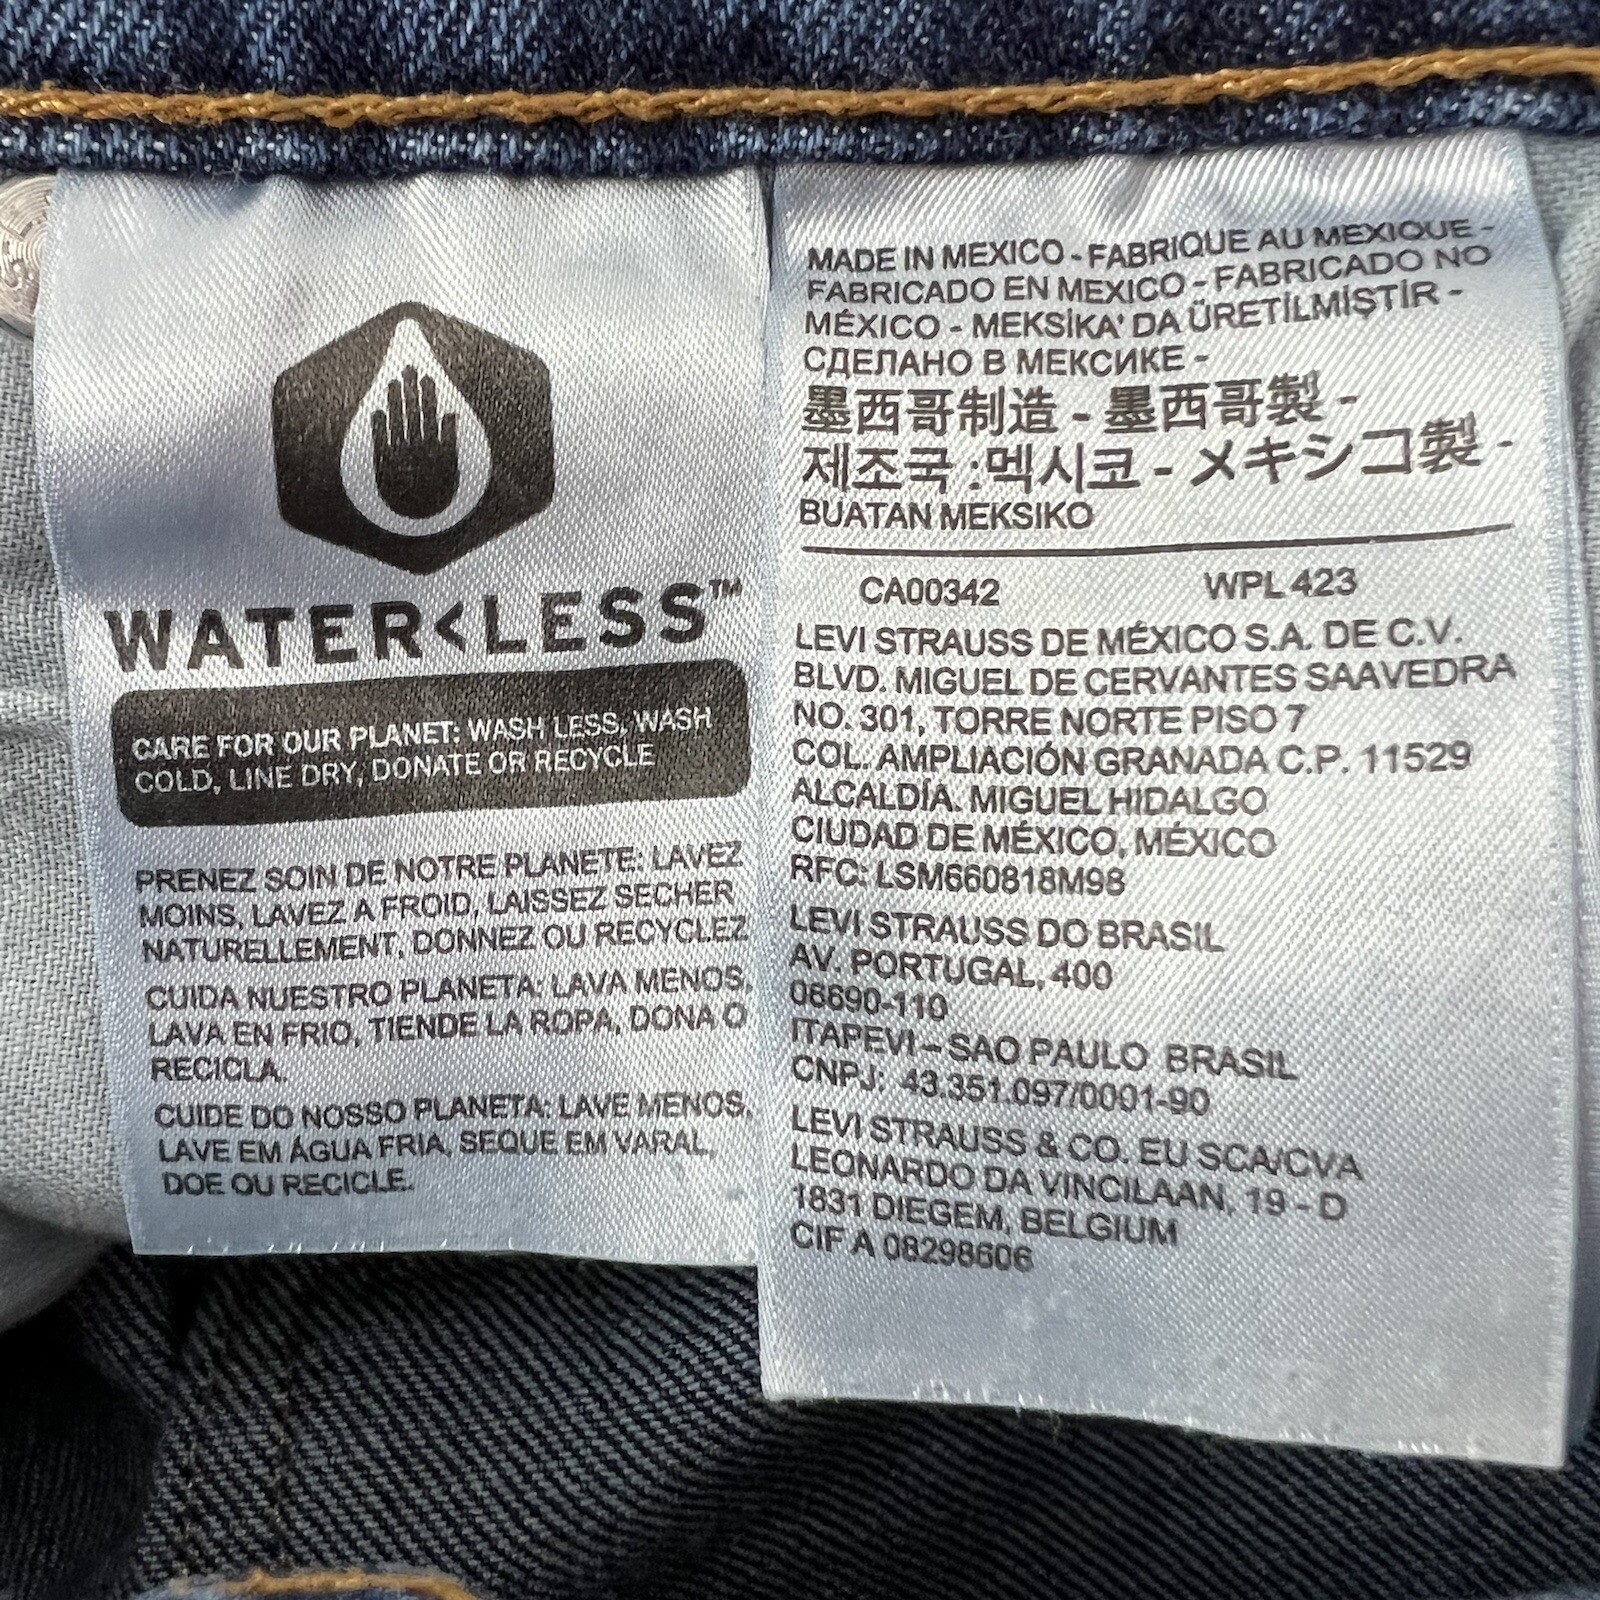 WATER<LESS™
CARE FOR OUR PLANET: WASH LESS, WASH
COLD, LINE DRY, DONATE OR RECYCLE
PRENEZ SOIN DE NOTRE PLANETE: LAVEZ
MOINS, LAVEZ A FROID, LAISSEZ SECHER
NATURELLEMENT, DONNEZ OU RECYCLEZ
CUIDA NUESTRO PLANETA: LAVA MENOS,
LAVA EN FRIO, TIENDE LA ROPA, DONA O
RECICLA.
CUIDE DO NOSSO PLANETA: LAVE MENOS,
LAVE EM ÁGUA FRIA, SEQUE EM VARAL,
DOE OU RECICLE.
MADE IN MEXICO - FABRIQUE AU MEXIQUE -
FABRICADO EN MEXICO - FABRICADO NO
MÉXICO - MEKSİKA' DA ÜRETİLMİŞTİR -
СДЕЛАНО В МЕКСИКЕ -
墨西哥制造 - 墨西哥製 -
제조국 :멕시코 - メキシコ製 -
BUATAN MEKSIKO
CA00342 WPL 423
LEVI STRAUSS DE MÉXICO S.A. DE C.V.
BLVD. MIGUEL DE CERVANTES SAAVEDRA
NO. 301, TORRE NORTE PISO 7
COL. AMPLIACIÓN GRANADA C.P. 11529
ALCALDÍA. MIGUEL HIDALGO
CIUDAD DE MÉXICO, MÉXICO
RFC: LSM660818M98
LEVI STRAUSS DO BRASIL
AV. PORTUGAL, 400
06690-110
ITAPEVI – SAO PAULO BRASIL
CNPJ: 43.351.097/0001-90
LEVI STRAUSS & CO. EU SCA/CVA
LEONARDO DA VINCILAAN, 19 - D
1831 DIEGEM, BELGIUM
CIF A 08298606